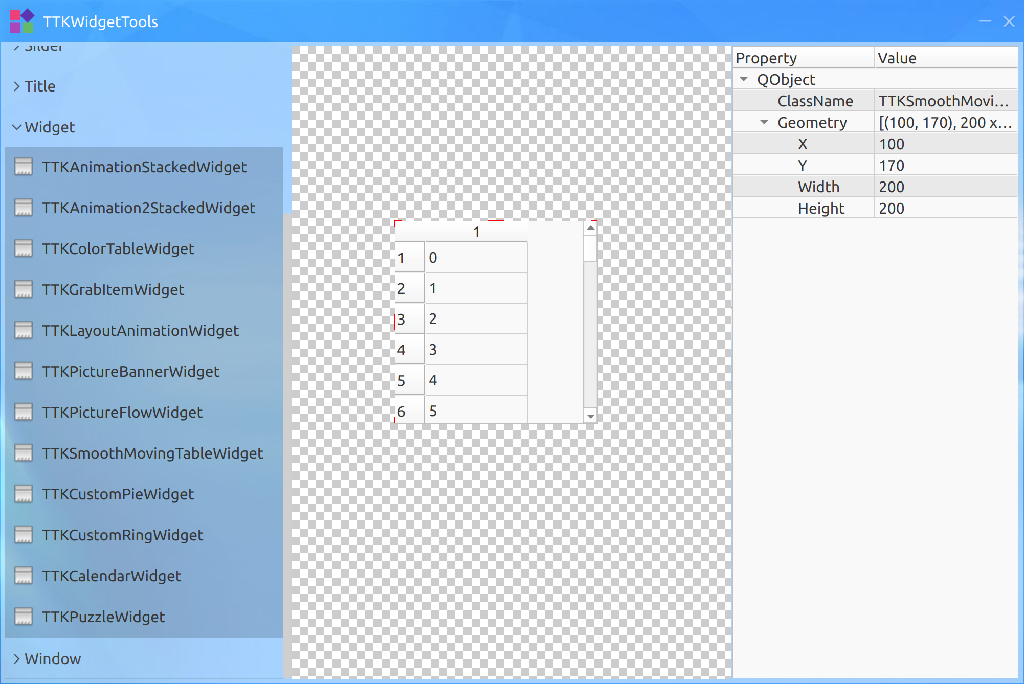 TTKWidgetTools
Slider
Title
Widget
TTKAnimationStackedWidget
TTKAnimation2StackedWidget
TTKColorTableWidget
TTKGrabItemWidget
TTKLayoutAnimationWidget
TTKPictureBannerWidget
TTKPictureFlowWidget
TTKSmoothMovingTableWidget
TTKCustomPieWidget
TTKCustomRingWidget
TTKCalendarWidget
TTKPuzzleWidget
Window
1
1 0
2 1
3 2
4 3
5 4
6 5
Property Value
QObject
ClassName TTKSmoothMovi...
Geometry [(100, 170), 200 x...
X 100
Y 170
Width 200
Height 200